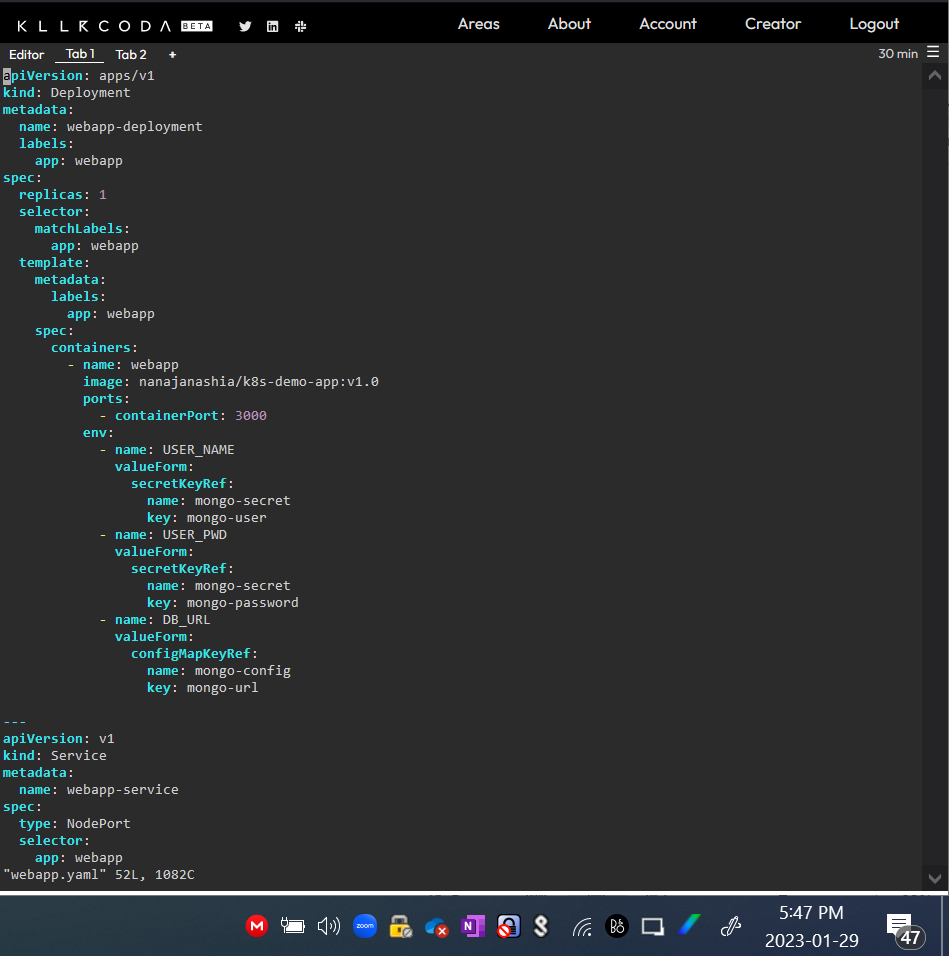 KLLRCODA BETA Areas About Account Creator Logout
Editor Tab 1 Tab 2 + 30 min
apiVersion: apps/v1
kind: Deployment
metadata:
  name: webapp-deployment
  labels:
    app: webapp
spec:
  replicas: 1
  selector:
    matchLabels:
      app: webapp
  template:
    metadata:
      labels:
        app: webapp
    spec:
      containers:
        - name: webapp
          image: nanajanashia/k8s-demo-app:v1.0
          ports:
            - containerPort: 3000
          env:
            - name: USER_NAME
              valueForm:
                secretKeyRef:
                  name: mongo-secret
                  key: mongo-user
            - name: USER_PWD
              valueForm:
                secretKeyRef:
                  name: mongo-secret
                  key: mongo-password
            - name: DB_URL
              valueForm:
                configMapKeyRef:
                  name: mongo-config
                  key: mongo-url
---
apiVersion: v1
kind: Service
metadata:
  name: webapp-service
spec:
  type: NodePort
  selector:
    app: webapp
"webapp.yaml" 52L, 1082C
M zoom N 5:47 PM
2023-01-29 47